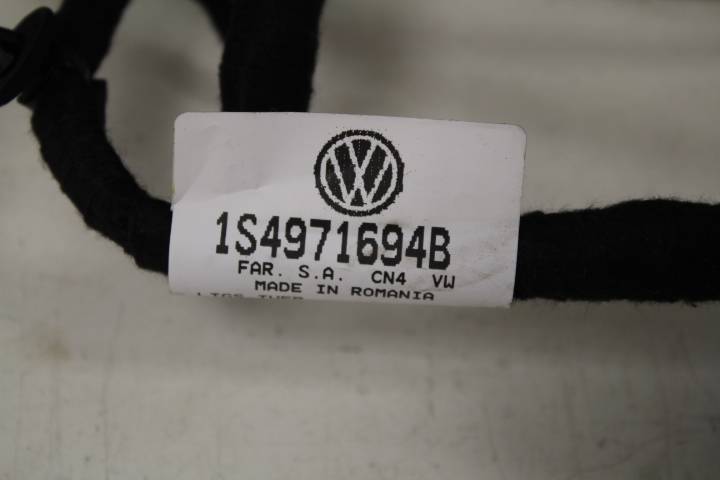 1S4971694B
FAR. S.A. CN4 VW
MADE IN ROMANIA